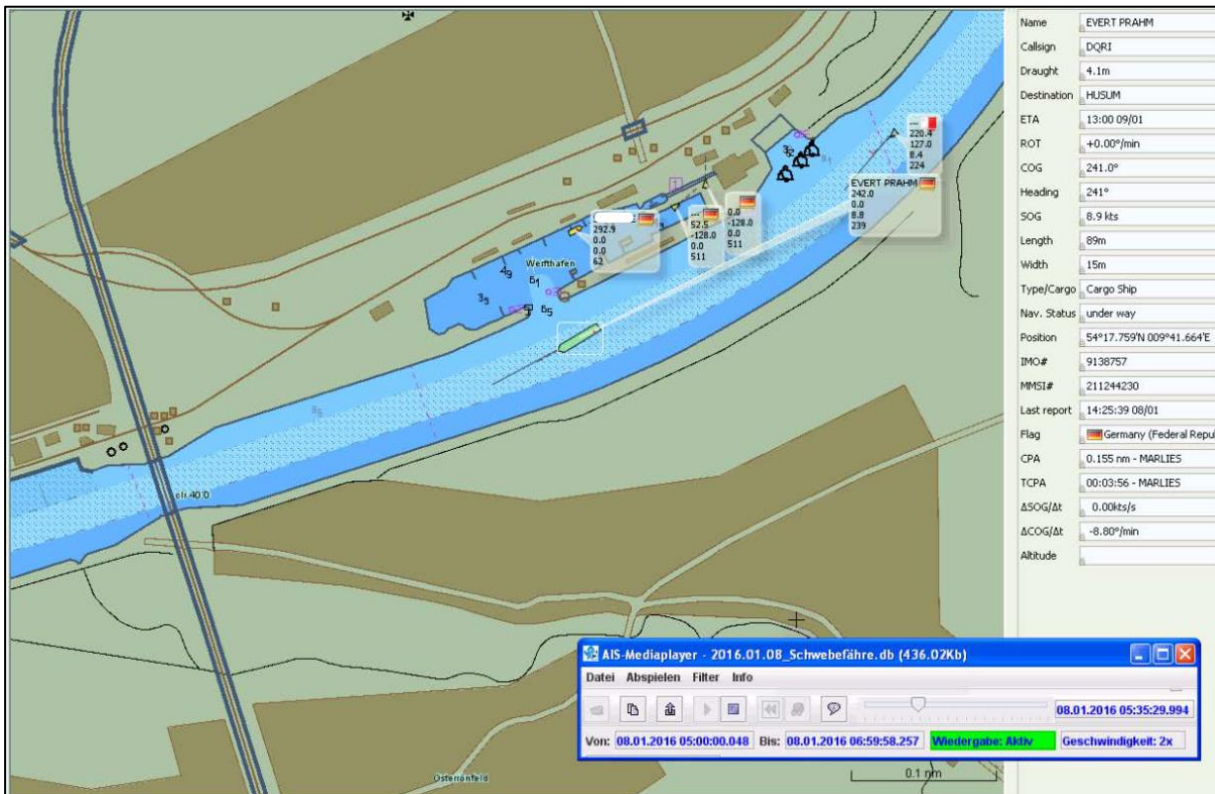 Name EVERT PRAHM
Callsign DQRI
Draught 4.1m
Destination HUSUM
ETA 13:00 09/01
ROT +0.00°/min
COG 241.0°
Heading 241°
SOG 8.9 kts
Length 89m
Width 15m
Type/Cargo Cargo Ship
Nav. Status under way
Position 54°17.759'N 009°41.664'E
IMO# 9138757
MMSI# 211244230
Last report 14:25:39 08/01
Flag Germany (Federal Repul
CPA 0.155 nm - MARLIES
TCPA 00:03:56 - MARLIES
ΔSOG/Δt 0.00kts/s
ΔCOG/Δt -8.80°/min
Altitude
---
220.4
127.0
8.4
224
EVERT PRAHM
242.0
0.0
8.8
239
292.9
0.0
0.0
62
---
52.5
-128.0
0.0
511
0.0
-128.0
0.0
511
1
Werfthafen
clr 40.0
Osterrönfeld
0.1 nm
AIS-Mediaplayer - 2016.01.08_Schwebefähre.db (436.02Kb)
Datei Abspielen Filter Info
08.01.2016 05:35:29.994
Von: 08.01.2016 05:00:00.048 Bis: 08.01.2016 06:59:58.257 Wiedergabe: Aktiv Geschwindigkeit: 2x